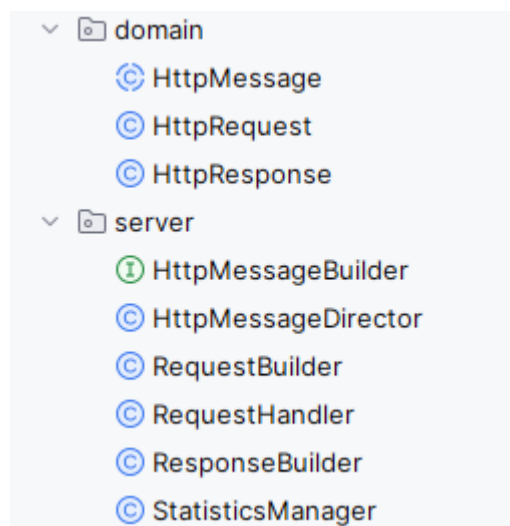 domain
HttpMessage
HttpRequest
HttpResponse
server
HttpMessageBuilder
HttpMessageDirector
RequestBuilder
RequestHandler
ResponseBuilder
StatisticsManager